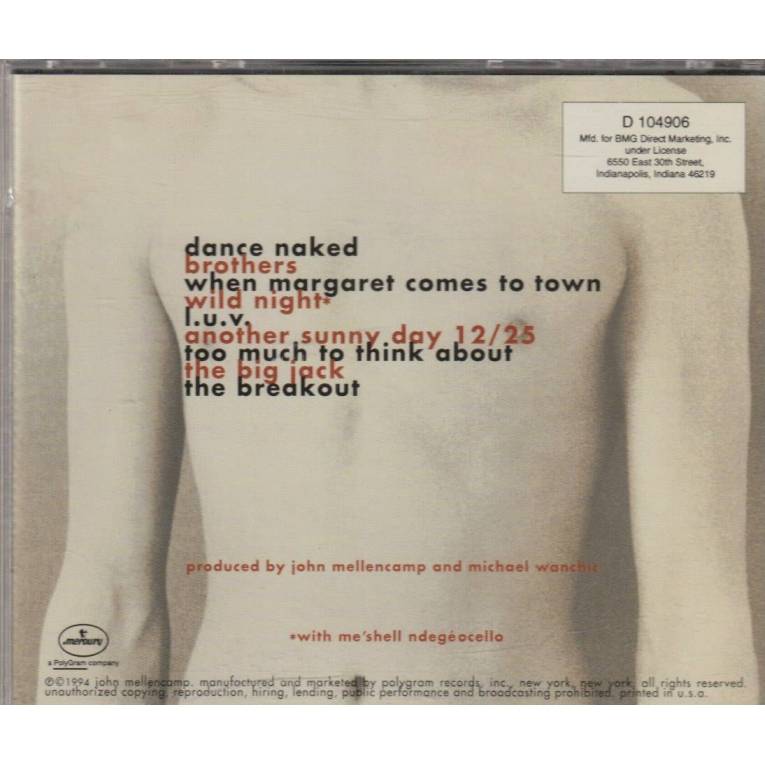 D 104906
Mfd. for BMG Direct Marketing, Inc.
under License
6550 East 30th Street,
Indianapolis, Indiana 46219
dance naked
brothers
when margaret comes to town
wild night*
l.u.v.
another sunny day 12/25
too much to think about
the big jack
the breakout
produced by john mellencamp and michael wanchic
*with me'shell ndegéocello
mercury
a PolyGram company
℗©1994 john mellencamp. manufactured and marketed by polygram records, inc., new york, new york, all rights reserved.
unauthorized copying, reproduction, hiring, lending, public performance and broadcasting prohibited. printed in u.s.a.